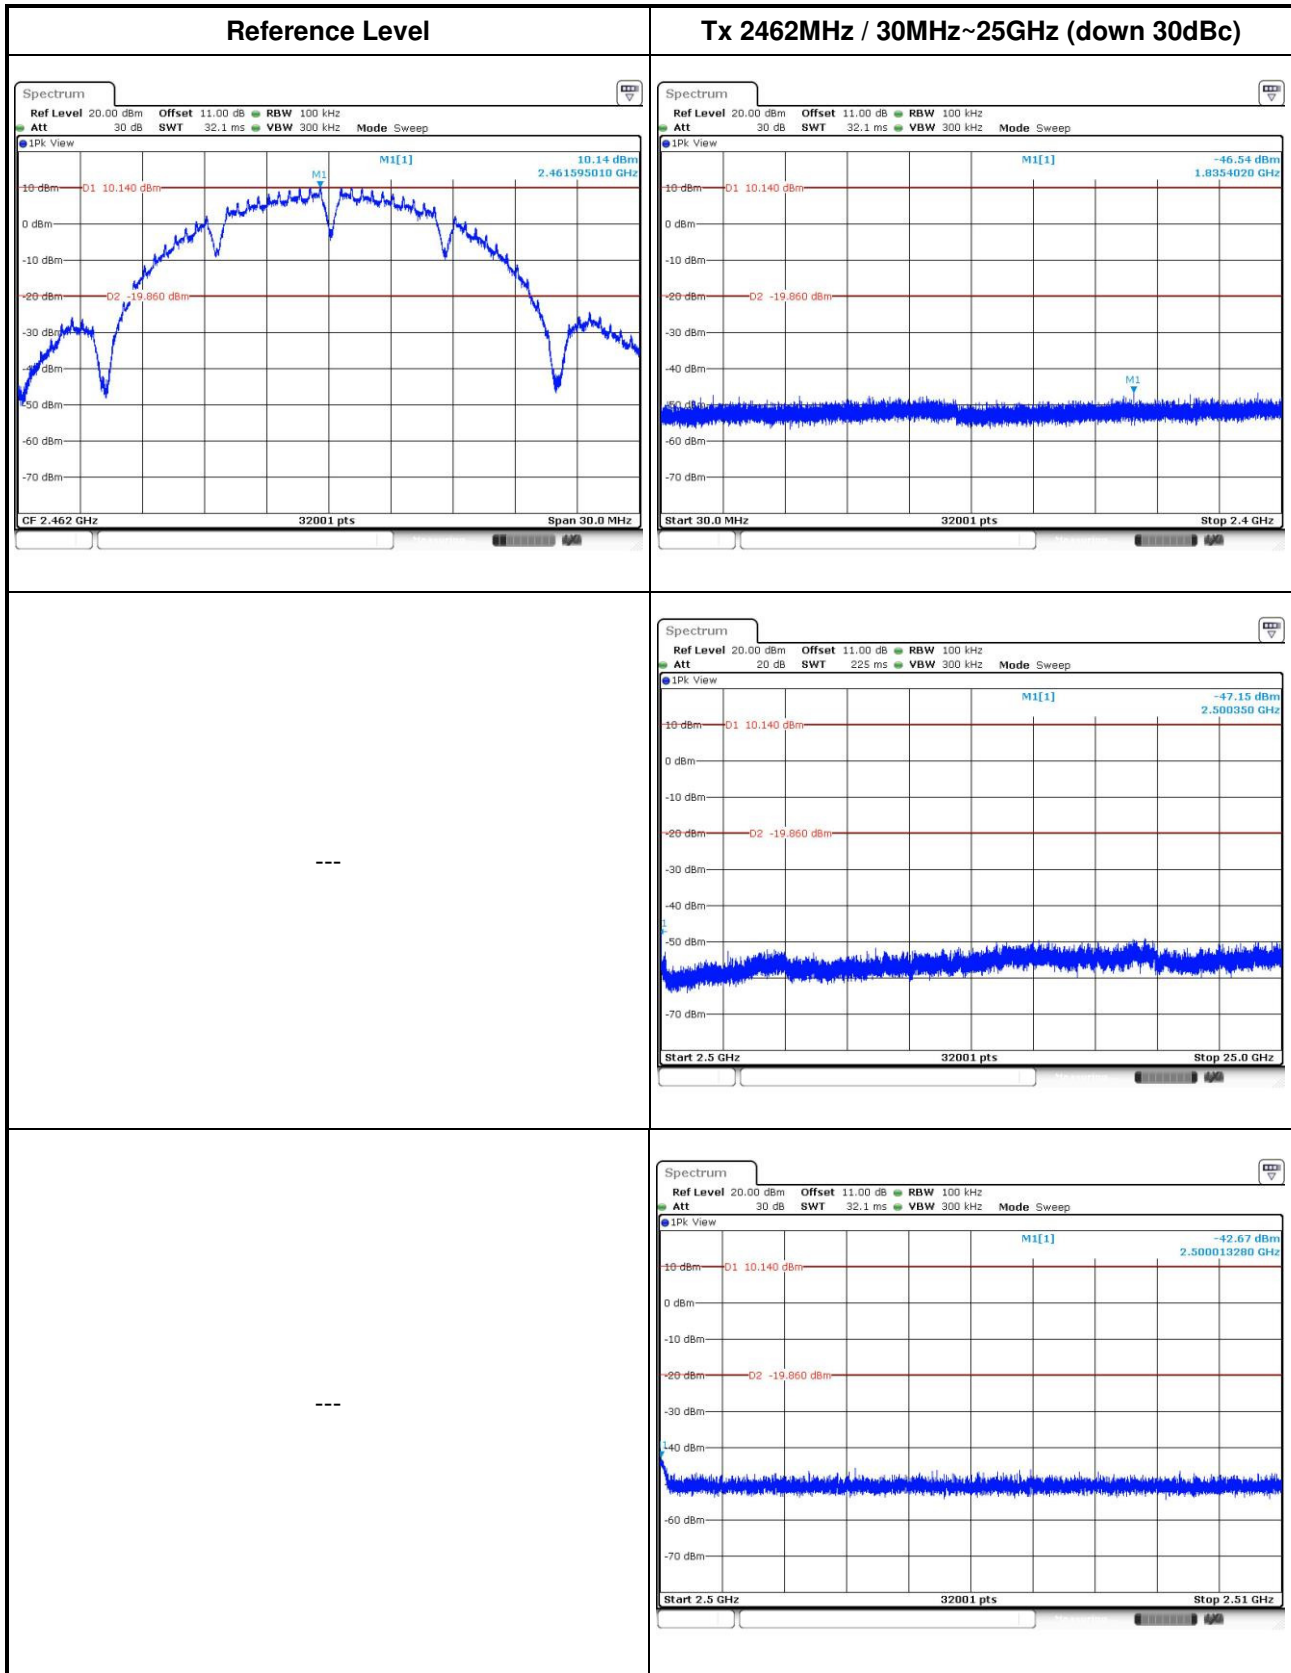 Reference Level
Tx 2462MHz / 30MHz~25GHz (down 30dBc)
Spectrum
Ref Level 20.00 dBm Offset 11.00 dB RBW 100 kHz
Att 30 dB SWT 32.1 ms VBW 300 kHz Mode Sweep
1Pk View
M1[1] 10.14 dBm
2.461595010 GHz
M1
10 dBm D1 10.140 dBm
0 dBm
-10 dBm
-20 dBm D2 -19.860 dBm
-30 dBm
-40 dBm
-50 dBm
-60 dBm
-70 dBm
CF 2.462 GHz 32001 pts Span 30.0 MHz
Spectrum
Ref Level 20.00 dBm Offset 11.00 dB RBW 100 kHz
Att 30 dB SWT 32.1 ms VBW 300 kHz Mode Sweep
1Pk View
M1[1] -46.54 dBm
1.8354020 GHz
10 dBm D1 10.140 dBm
0 dBm
-10 dBm
-20 dBm D2 -19.860 dBm
-30 dBm
-40 dBm
M1
-50 dBm
-60 dBm
-70 dBm
Start 30.0 MHz 32001 pts Stop 2.4 GHz
---
Spectrum
Ref Level 20.00 dBm Offset 11.00 dB RBW 100 kHz
Att 20 dB SWT 225 ms VBW 300 kHz Mode Sweep
1Pk View
M1[1] -47.15 dBm
2.500350 GHz
10 dBm D1 10.140 dBm
0 dBm
-10 dBm
-20 dBm D2 -19.860 dBm
-30 dBm
-40 dBm
1
-50 dBm
-70 dBm
Start 2.5 GHz 32001 pts Stop 25.0 GHz
---
Spectrum
Ref Level 20.00 dBm Offset 11.00 dB RBW 100 kHz
Att 30 dB SWT 32.1 ms VBW 300 kHz Mode Sweep
1Pk View
M1[1] -42.67 dBm
2.500013280 GHz
10 dBm D1 10.140 dBm
0 dBm
-10 dBm
-20 dBm D2 -19.860 dBm
-30 dBm
1
-40 dBm
-60 dBm
-70 dBm
Start 2.5 GHz 32001 pts Stop 2.51 GHz